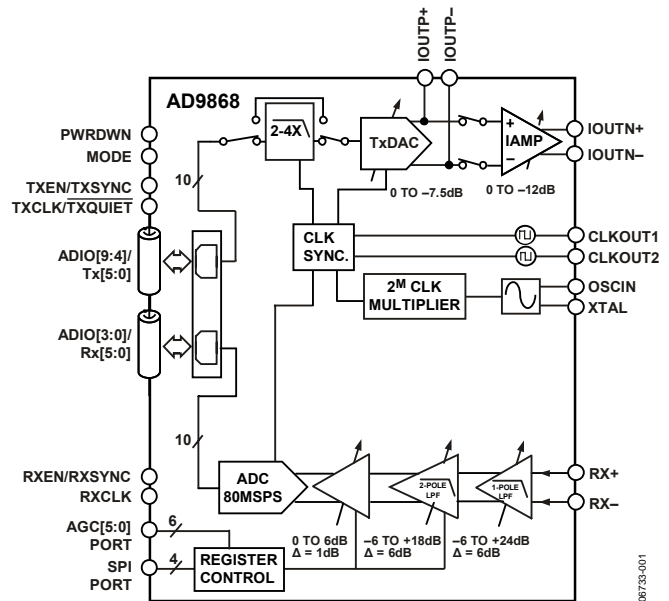 IOUTP+
IOUTP–
AD9868
PWRDWN
MODE
TXEN/TXSYNC
TXCLK/TXQUIET
10
2-4X
TxDAC
0 TO –7.5dB
+
–
IAMP
0 TO –12dB
IOUTN+
IOUTN–
ADIO[9:4]/
Tx[5:0]
CLK
SYNC.
CLKOUT1
CLKOUT2
2M CLK
MULTIPLIER
OSCIN
XTAL
ADIO[3:0]/
Rx[5:0]
10
RXEN/RXSYNC
RXCLK
ADC
80MSPS
2-POLE
LPF
1-POLE
LPF
RX+
RX–
0 TO 6dB
Δ = 1dB
–6 TO +18dB
Δ = 6dB
–6 TO +24dB
Δ = 6dB
AGC[5:0]
PORT
6
SPI
PORT
4
REGISTER
CONTROL
06733-001